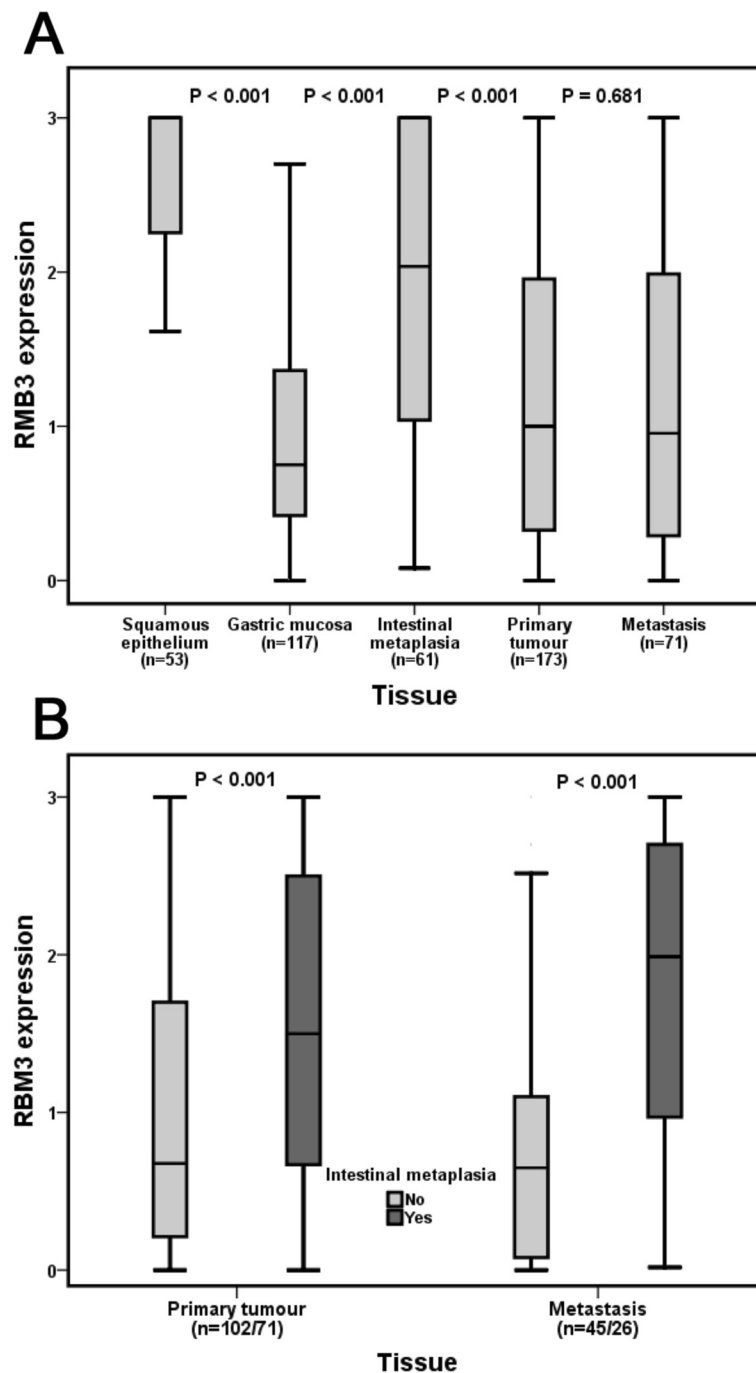 A
P < 0.001 P < 0.001 P < 0.001 P = 0.681
3
2
1
0
RMB3 expression
Squamous epithelium (n=53)
Gastric mucosa (n=117)
Intestinal metaplasia (n=61)
Primary tumour (n=173)
Metastasis (n=71)
Tissue
B
P < 0.001 P < 0.001
3
2
1
0
RBM3 expression
Intestinal metaplasia
No
Yes
Primary tumour (n=102/71)
Metastasis (n=45/26)
Tissue